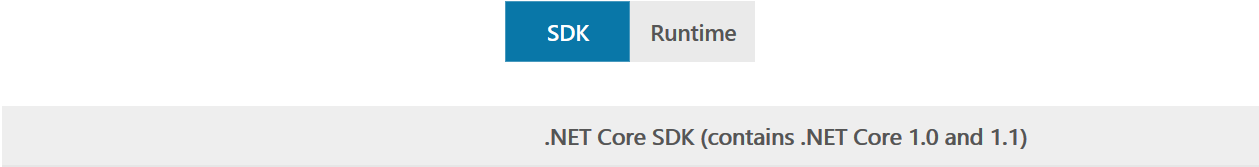 SDK Runtime
.NET Core SDK (contains .NET Core 1.0 and 1.1)